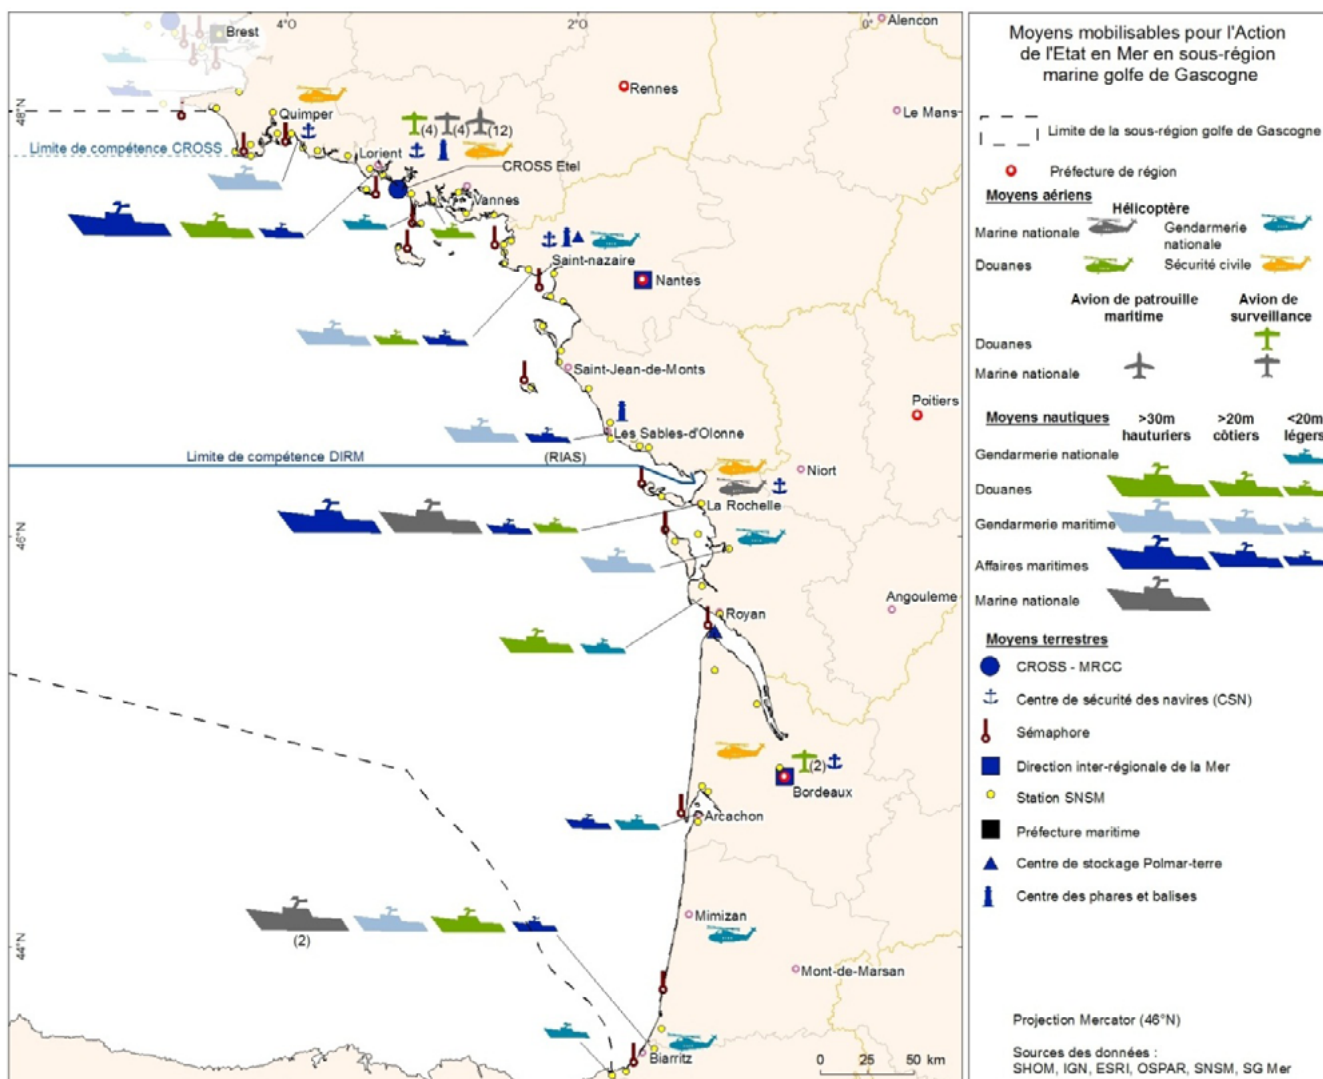 4°O
2°O
0°
Alencon
Brest
Rennes
48°N
Quimper
Le Mans
(4)
(4)
(12)
Limite de compétence CROSS
Lorient
CROSS Etel
Vannes
Saint-nazaire
Nantes
Saint-Jean-de-Monts
Poitiers
Les Sables-d'Olonne
Limite de compétence DIRM
(RIAS)
Niort
La Rochelle
46°N
Angouleme
Royan
(2)
Bordeaux
Arcachon
Mimizan
(2)
44°N
Mont-de-Marsan
Biarritz
0 25 50 km
Moyens mobilisables pour l'Action
de l'Etat en Mer en sous-région
marine golfe de Gascogne
Limite de la sous-région golfe de Gascogne
Préfecture de région
Moyens aériens
Hélicoptère
Marine nationale
Gendarmerie
nationale
Douanes
Sécurité civile
Avion de patrouille
maritime
Avion de
surveillance
Douanes
Marine nationale
Moyens nautiques
>30m
hauturiers
>20m
côtiers
<20m
légers
Gendarmerie nationale
Douanes
Gendarmerie maritime
Affaires maritimes
Marine nationale
Moyens terrestres
CROSS - MRCC
Centre de sécurité des navires (CSN)
Sémaphore
Direction inter-régionale de la Mer
Station SNSM
Préfecture maritime
Centre de stockage Polmar-terre
Centre des phares et balises
Projection Mercator (46°N)
Sources des données :
SHOM, IGN, ESRI, OSPAR, SNSM, SG Mer